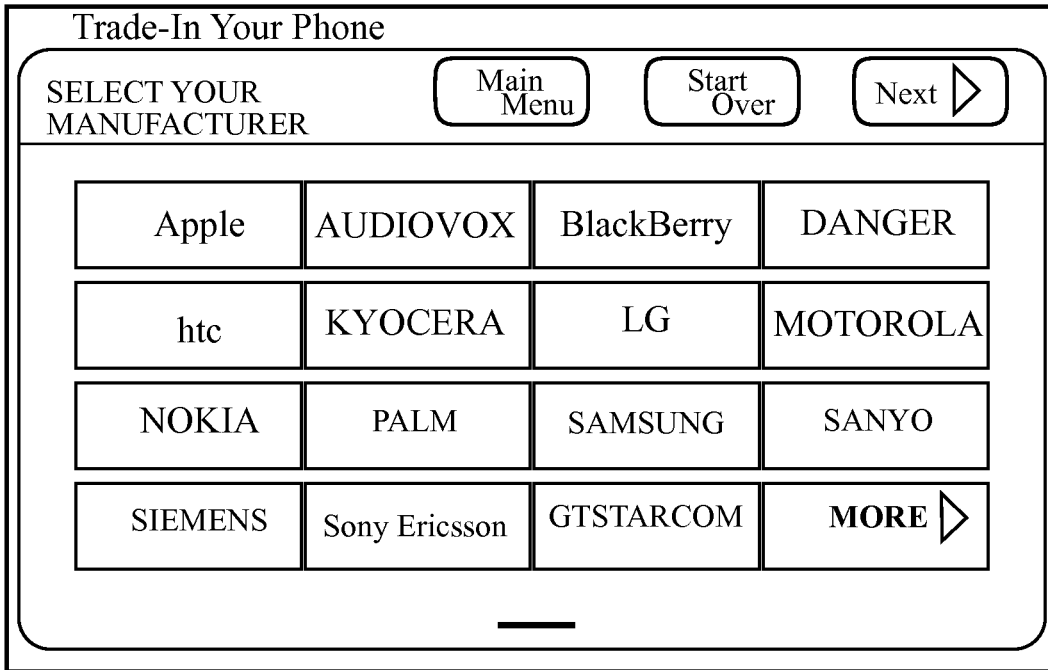 Trade-In Your Phone
SELECT YOUR
MANUFACTURER
Main
Menu
Start
Over
Next
Apple
AUDIOVOX
BlackBerry
DANGER
htc
KYOCERA
LG
MOTOROLA
NOKIA
PALM
SAMSUNG
SANYO
SIEMENS
Sony Ericsson
GTSTARCOM
MORE